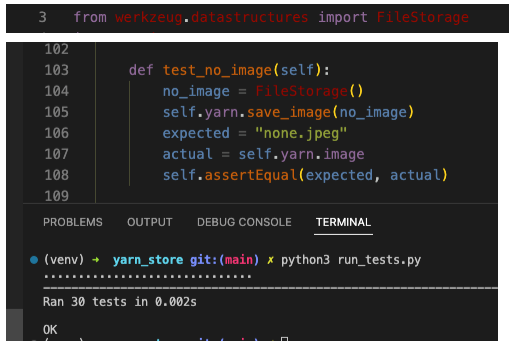 3 from werkzeug.datastructures import FileStorage
102
103 def test_no_image(self):
104 no_image = FileStorage()
105 self.yarn.save_image(no_image)
106 expected = "none.jpeg"
107 actual = self.yarn.image
108 self.assertEqual(expected, actual)
109
PROBLEMS OUTPUT DEBUG CONSOLE TERMINAL
(venv) ➜ yarn_store git:(main) ✗ python3 run_tests.py
..............................
----------------------------------------------------------------------
Ran 30 tests in 0.002s
OK